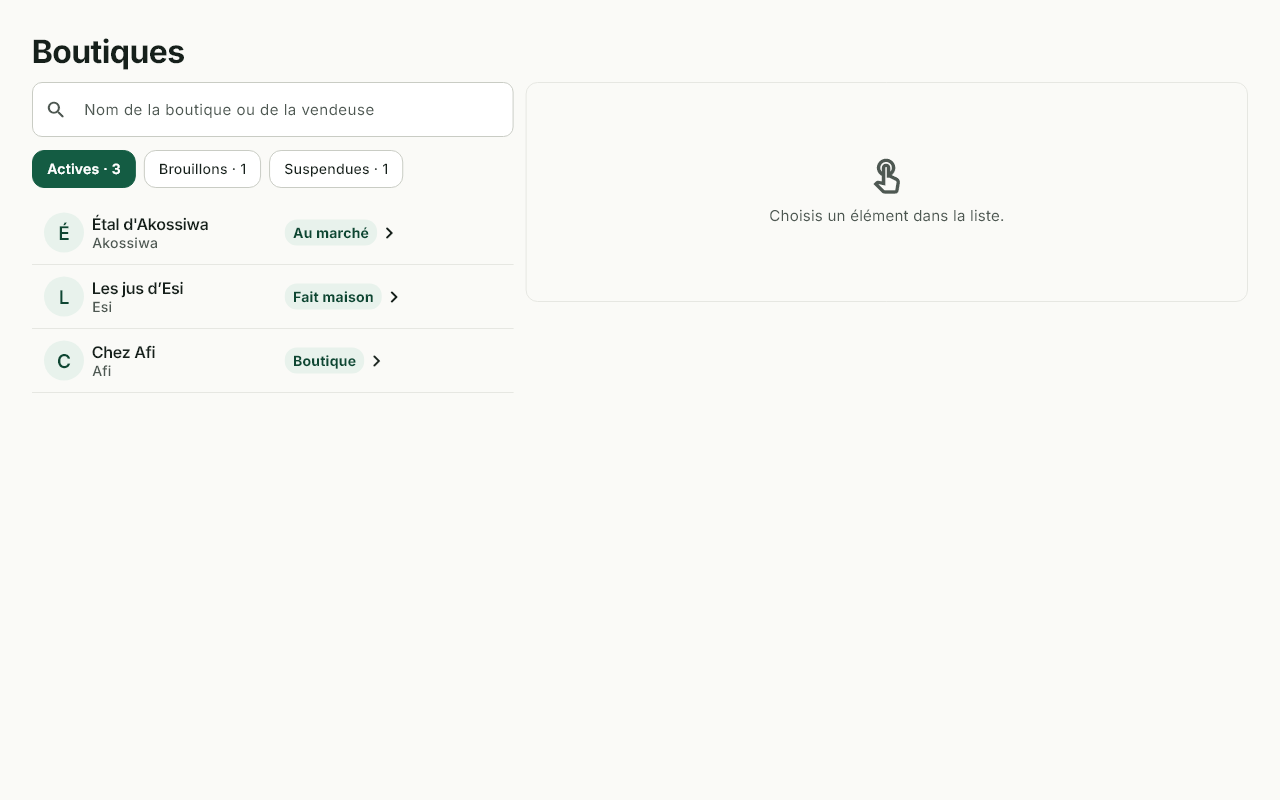 Boutiques
Nom de la boutique ou de la vendeuse
Actives · 3
Brouillons · 1
Suspendues · 1
É
Étal d'Akossiwa
Akossiwa
Au marché
L
Les jus d’Esi
Esi
Fait maison
C
Chez Afi
Afi
Boutique
Choisis un élément dans la liste.